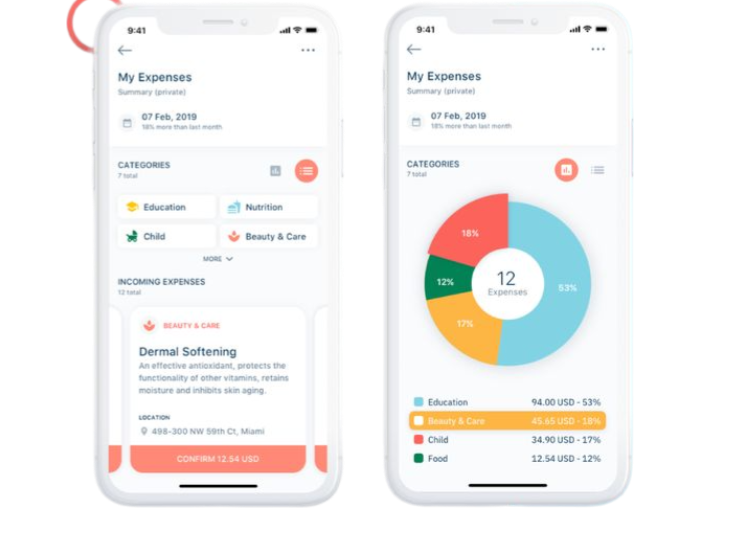 9:41
My Expenses
Summary (private)
07 Feb, 2019
18% more than last month
CATEGORIES
7 total
Education
Nutrition
Child
Beauty & Care
MORE
INCOMING EXPENSES
12 total
BEAUTY & CARE
Dermal Softening
An effective antioxidant, protects the
functionality of other vitamins, retains
moisture and inhibits skin aging.
LOCATION
498-300 NW 59th Ct, Miami
CONFIRM 12.54 USD
9:41
My Expenses
Summary (private)
07 Feb, 2019
18% more than last month
CATEGORIES
7 total
18%
12%
17%
53%
12
Expenses
Education 94.00 USD - 53%
Beauty & Care 45.65 USD - 18%
Child 34.90 USD - 17%
Food 12.54 USD - 12%